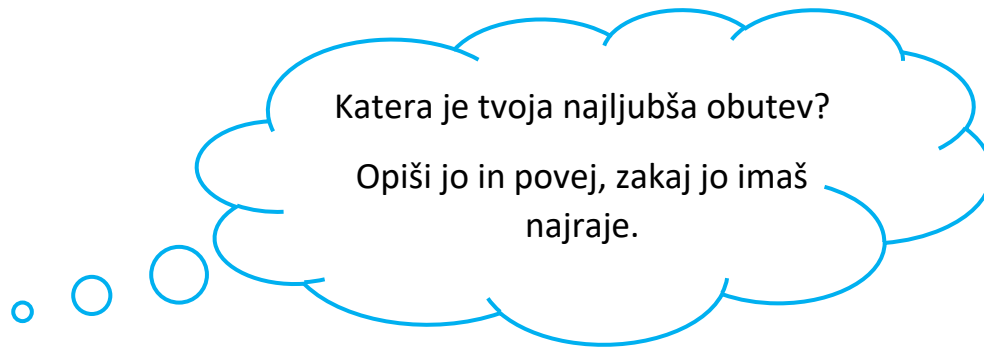 Katera je tvoja najljubša obutev?
Opiši jo in povej, zakaj jo imaš
najraje.